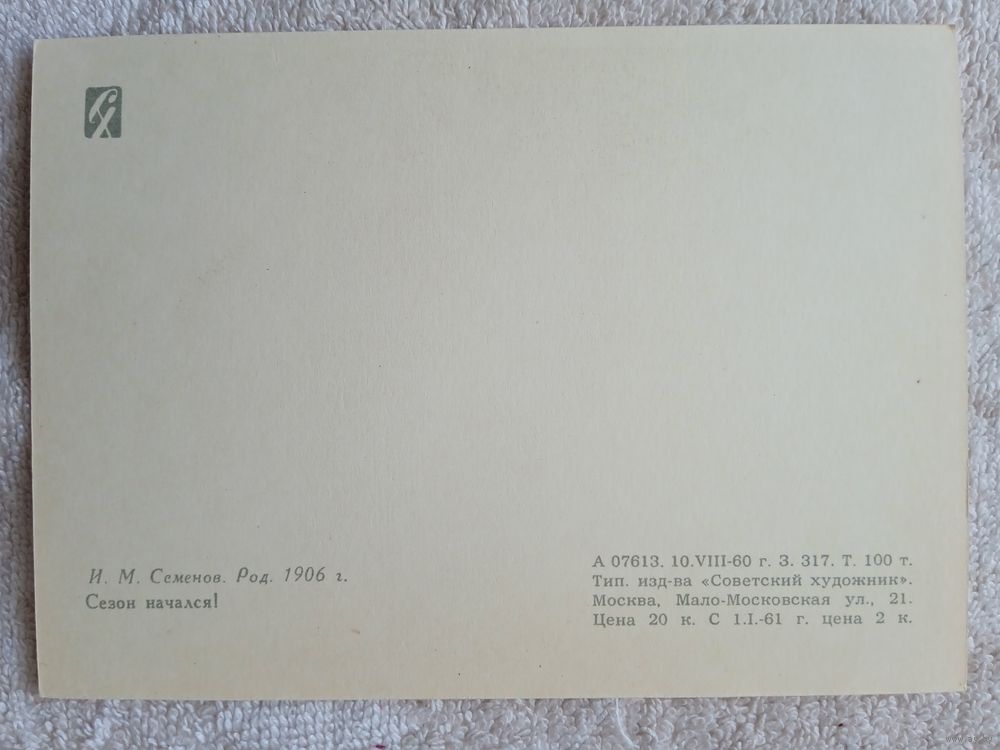 СХ
И. М. Семенов. Род. 1906 г.
Сезон начался!
А 07613. 10.VIII-60 г. З. 317. Т. 100 т.
Тип. изд-ва «Советский художник».
Москва, Мало-Московская ул., 21.
Цена 20 к. С 1.I.-61 г. цена 2 к.